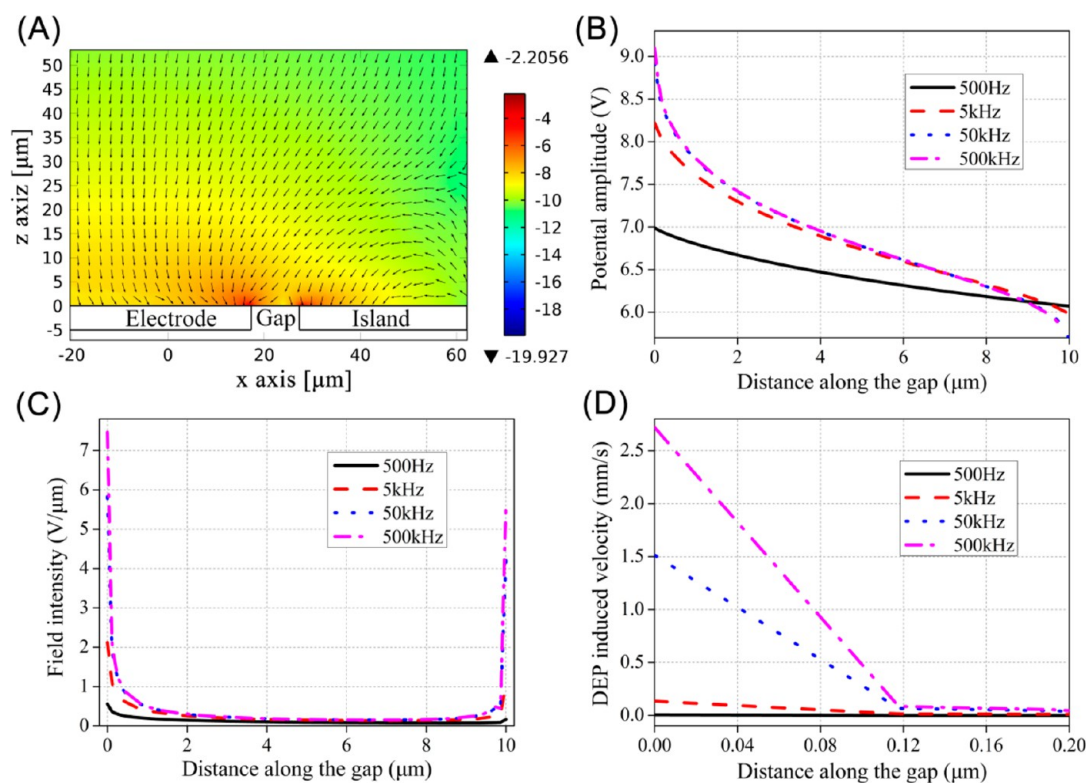 (A)
z axiz [μm]
50
45
40
35
30
25
20
15
10
5
0
-5
Electrode
Gap
Island
-20
0
20
40
60
x axis [μm]
▲ -2.2056
-4
-6
-8
-10
-12
-14
-16
-18
▼ -19.927
(B)
Potental amplitude (V)
9.0
8.5
8.0
7.5
7.0
6.5
6.0
500Hz
5kHz
50kHz
500kHz
0
2
4
6
8
10
Distance along the gap (μm)
(C)
Field intensity (V/μm)
7
6
5
4
3
2
1
0
500Hz
5kHz
50kHz
500kHz
0
2
4
6
8
10
Distance along the gap (μm)
(D)
DEP induced velocity (mm/s)
2.5
2.0
1.5
1.0
0.5
0.0
500Hz
5kHz
50kHz
500kHz
0.00
0.04
0.08
0.12
0.16
0.20
Distance along the gap (μm)